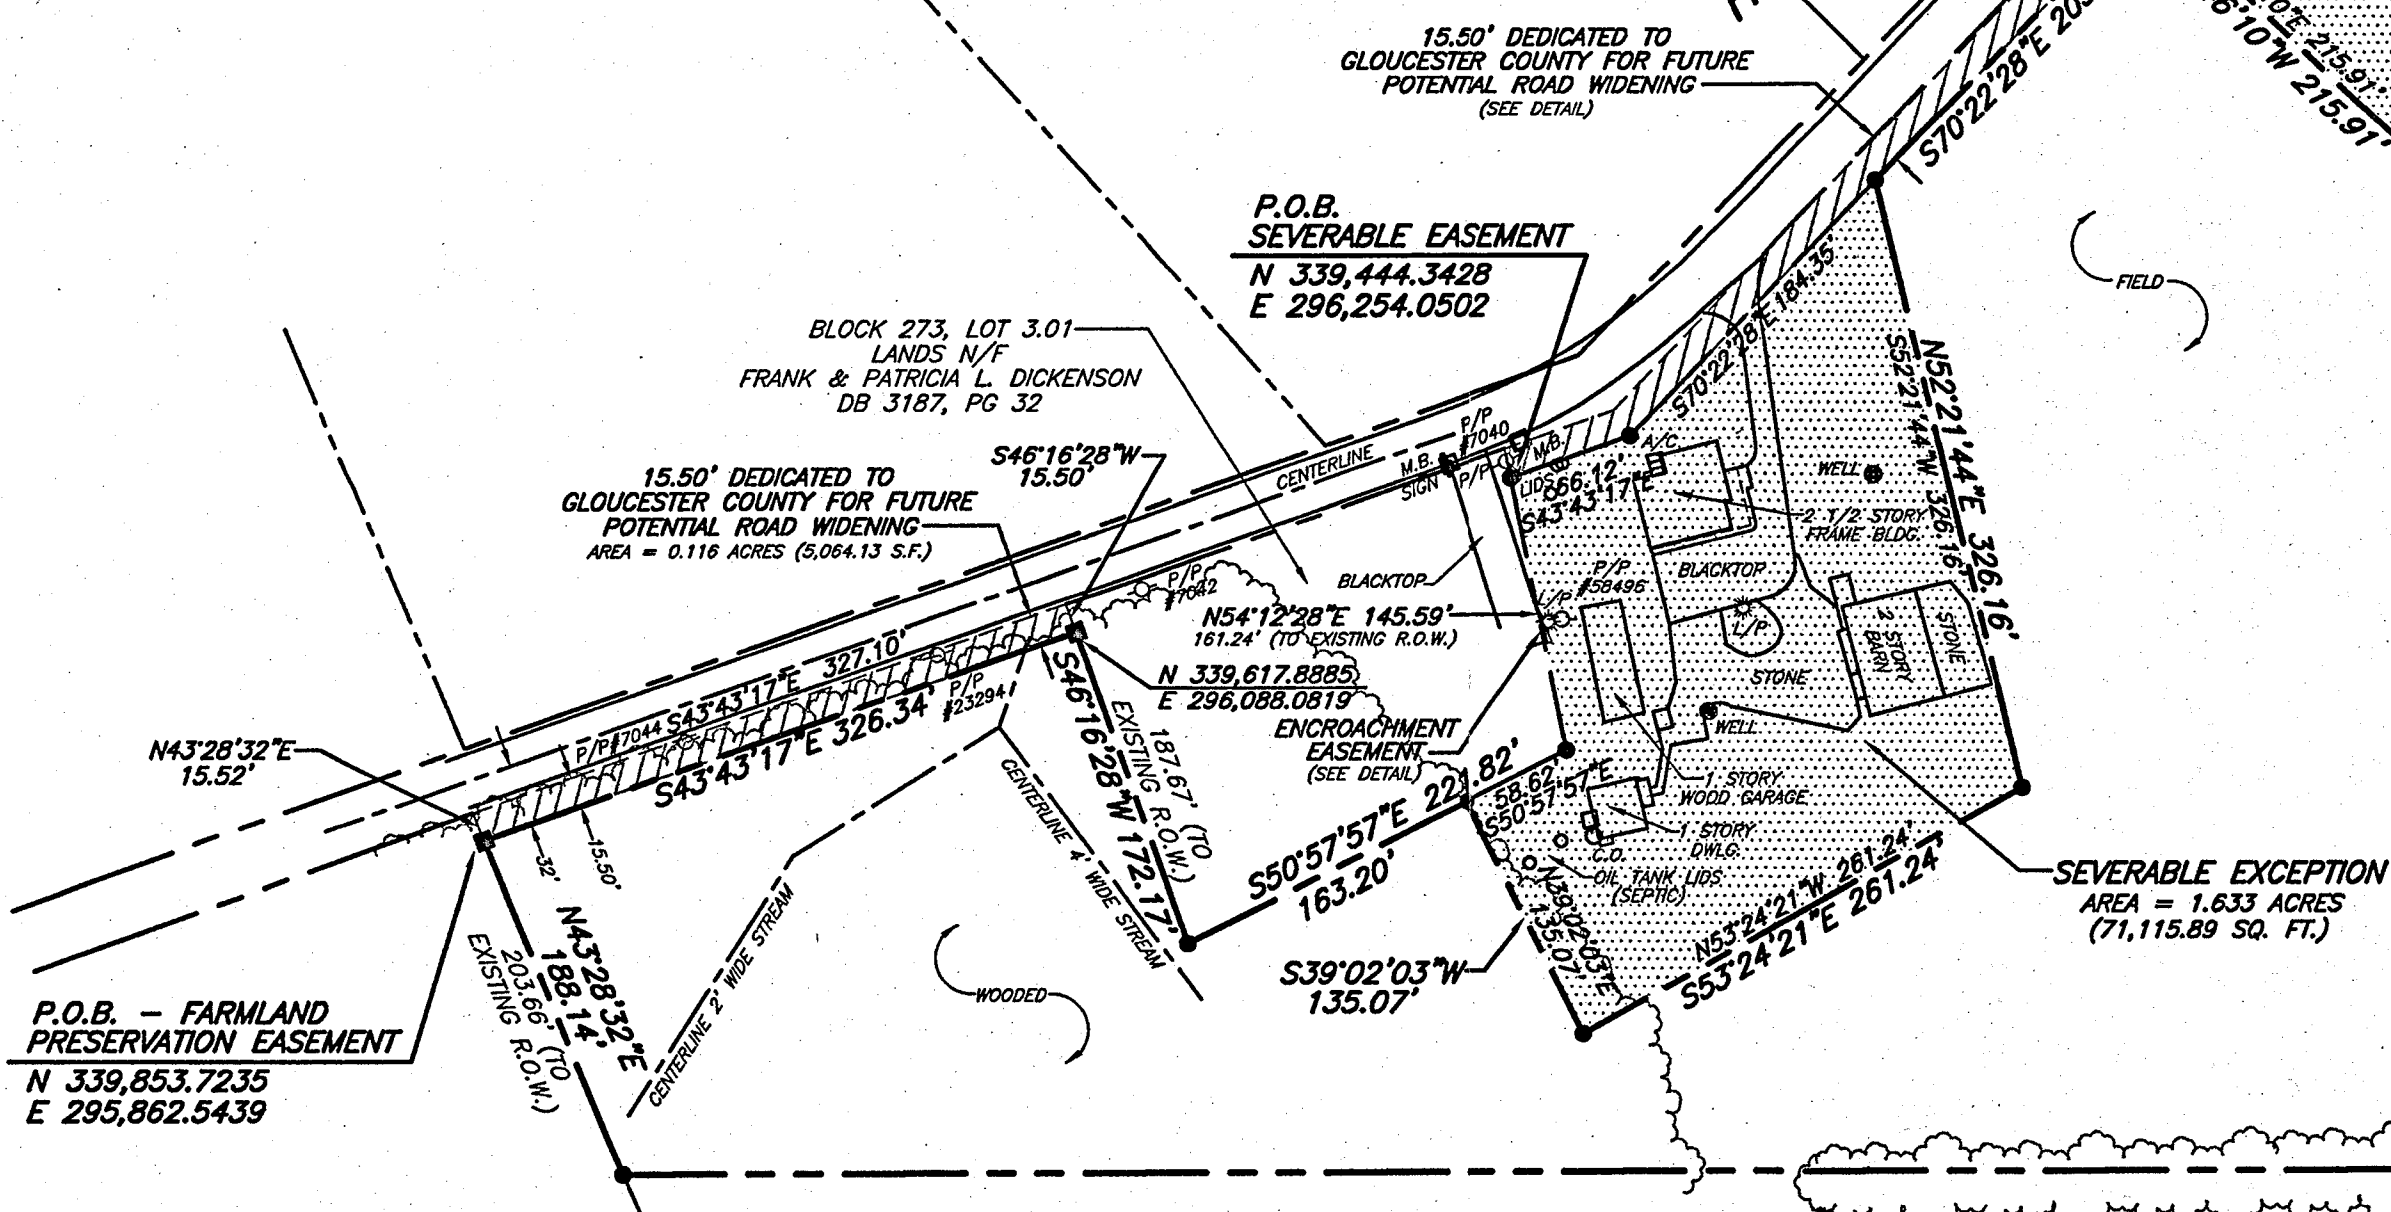 15.50' DEDICATED TO
GLOUCESTER COUNTY FOR FUTURE
POTENTIAL ROAD WIDENING
(SEE DETAIL)
S70°22'28"E
215.91'
W 215.91'
P.O.B.
SEVERABLE EASEMENT
N 339,444.3428
E 296,254.0502
FIELD
BLOCK 273, LOT 3.01
LANDS N/F
FRANK & PATRICIA L. DICKENSON
DB 3187, PG 32
S46°16'28"W
15.50'
15.50' DEDICATED TO
GLOUCESTER COUNTY FOR FUTURE
POTENTIAL ROAD WIDENING
AREA = 0.116 ACRES (5,064.13 S.F.)
CENTERLINE
M.B.
SIGN
P/P
#7040
P/P
M.B.
LIDS
66.12'
S43°43'17"E
S70°22'28"E 184.35'
A/C
WELL
N52°21'44"E 326.16'
S52°21'44"W 326.16'
2 1/2 STORY
FRAME BLDG.
BLACKTOP
P/P
#58496
BLACKTOP
P/P
#7042
L/P
N54°12'28"E 145.59'
161.24' (TO EXISTING R.O.W.)
L/P
2 STORY
BARN
STONE
STONE
N 339,617.8885
E 296,088.0819
WELL
ENCROACHMENT
EASEMENT
(SEE DETAIL)
P/P#7044
S43°43'17"E 327.10'
S43°43'17"E 326.34'
P/P
#23294
N43°28'32"E
15.52'
S46°16'28"W 172.17'
187.67' (TO
EXISTING R.O.W.)
CENTERLINE 4' WIDE STREAM
CENTERLINE 2' WIDE STREAM
S50°57'57"E 221.82'
163.20'
58.62'
S50°57'57"E
1 STORY
WOOD GARAGE
1 STORY
DWLG.
C.O.
OIL TANK LIDS
(SEPTIC)
32'
15.50'
N43°28'32"E
188.14'
203.66' (TO
EXISTING R.O.W.)
WOODED
S39°02'03"W
135.07'
N39°02'03"E
135.07'
N53°24'21"W 261.24'
S53°24'21"E 261.24'
SEVERABLE EXCEPTION
AREA = 1.633 ACRES
(71,115.89 SQ. FT.)
P.O.B. - FARMLAND
PRESERVATION EASEMENT
N 339,853.7235
E 295,862.5439